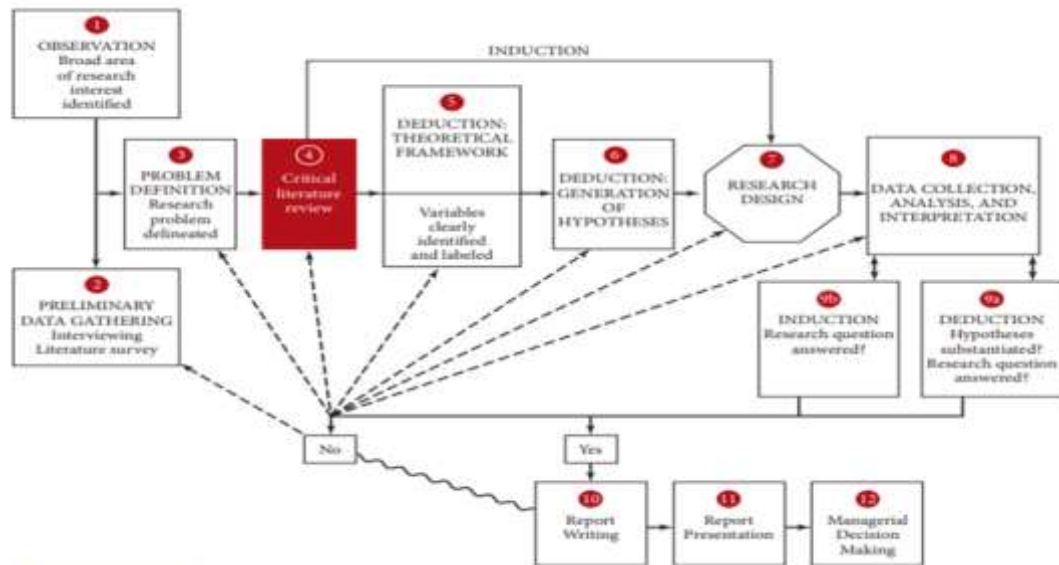 1
OBSERVATION
Broad area
of research
interest
identified
INDUCTION
3
PROBLEM
DEFINITION
Research
problem
delineated
4
Critical
literature
review
5
DEDUCTION:
THEORETICAL
FRAMEWORK
Variables
clearly
identified
and labeled
6
DEDUCTION:
GENERATION
OF
HYPOTHESES
7
RESEARCH
DESIGN
8
DATA COLLECTION,
ANALYSIS, AND
INTERPRETATION
2
PRELIMINARY
DATA GATHERING
Interviewing
Literature survey
9b
INDUCTION
Research question
answered?
9a
DEDUCTION
Hypotheses
substantiated?
Research question
answered?
No
Yes
10
Report
Writing
11
Report
Presentation
12
Managerial
Decision
Making